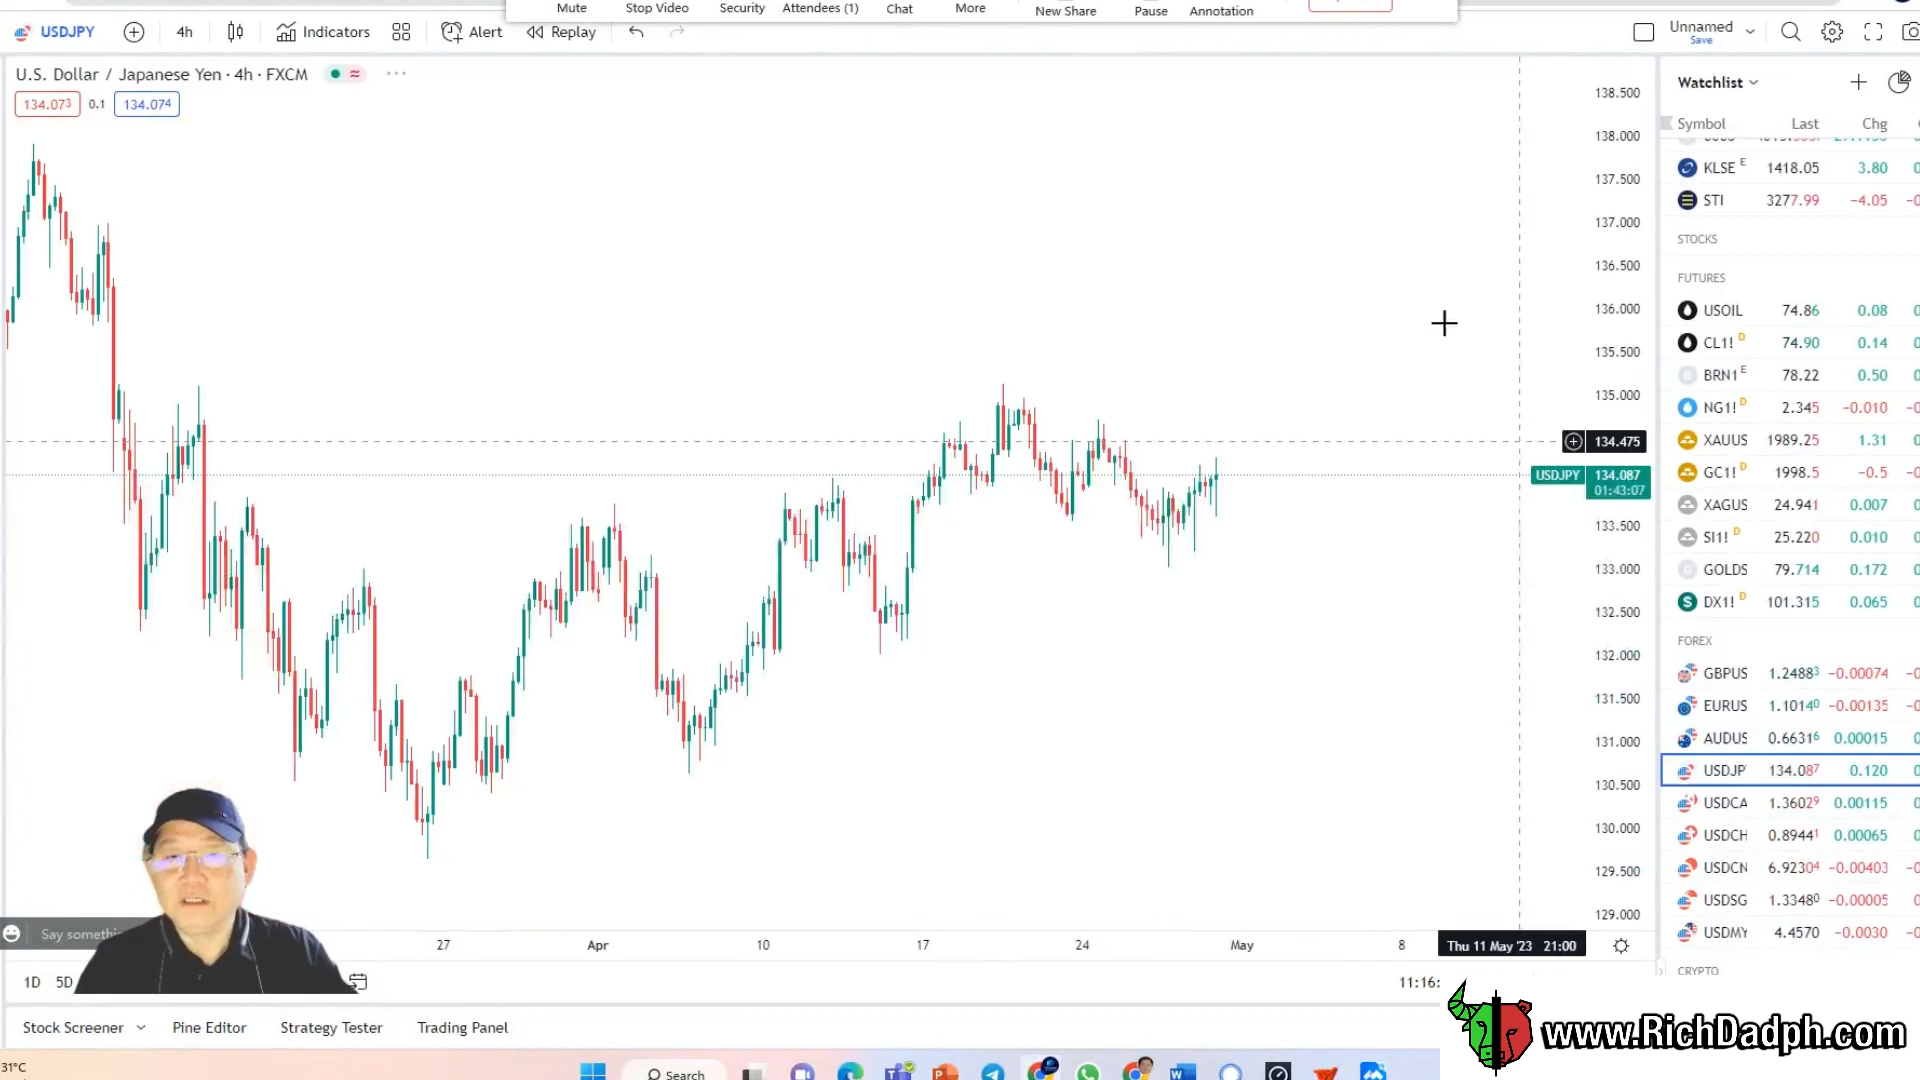 Mute Stop Video Security Attendees (1) Chat More New Share Pause Annotation
USDJPY 4h Indicators Alert Replay Unnamed
Save
U.S. Dollar / Japanese Yen · 4h · FXCM
134.073 0.1 134.074
138.500
138.000
137.500
137.000
136.500
136.000
135.500
135.000
134.475
USDJPY 134.087
01:43:07
133.500
133.000
132.500
132.000
131.500
131.000
130.500
130.000
129.500
129.000
27 Apr 10 17 24 May 8 Thu 11 May '23 21:00
Watchlist
Symbol Last Chg
KLSE E 1418.05 3.80
STI 3277.99 −4.05
STOCKS
FUTURES
USOIL 74.86 0.08
CL1! D 74.90 0.14
BRN1 E 78.22 0.50
NG1! D 2.345 −0.010
XAUUS 1989.25 1.31
GC1! D 1998.5 −0.5
XAGUS 24.941 0.007
SI1! D 25.220 0.010
GOLDS 79.714 0.172
DX1! D 101.315 0.065
FOREX
GBPUS 1.24883 −0.00074
EURUS 1.10140 −0.00135
AUDUS 0.66316 0.00015
USDJP 134.087 0.120
USDCA 1.36029 0.00115
USDCH 0.89441 0.00065
USDCN 6.92304 −0.00403
USDSG 1.33480 −0.00005
USDMY 4.4570 −0.0030
CRYPTO
Say somethi
1D 5D 11:16:
Stock Screener Pine Editor Strategy Tester Trading Panel
www.RichDadph.com
31°C
Search